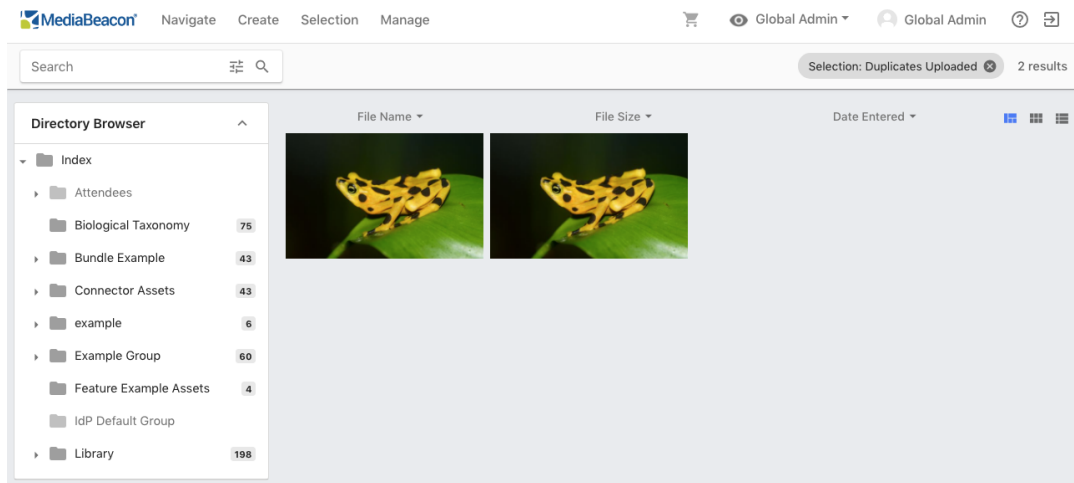 MediaBeacon® Navigate Create Selection Manage Global Admin Global Admin
Search Selection: Duplicates Uploaded 2 results
Directory Browser File Name File Size Date Entered
Index
Attendees
Biological Taxonomy 75
Bundle Example 43
Connector Assets 43
example 6
Example Group 60
Feature Example Assets 4
IdP Default Group
Library 198